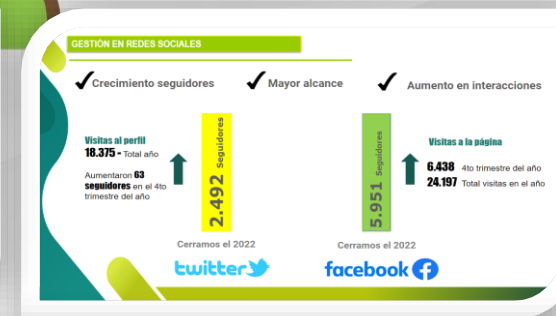 GESTIÓN EN REDES SOCIALES
Crecimiento seguidores
Mayor alcance
Aumento en interacciones
Visitas al perfil
18.375 - Total año
Aumentaron 63
seguidores en el 4to
trimestre del año
2.492 Seguidores
Cerramos el 2022
twitter
5.951 Seguidores
Cerramos el 2022
facebook
Visitas a la página
6.438 4to trimestre del año
24.197 Total visitas en el año